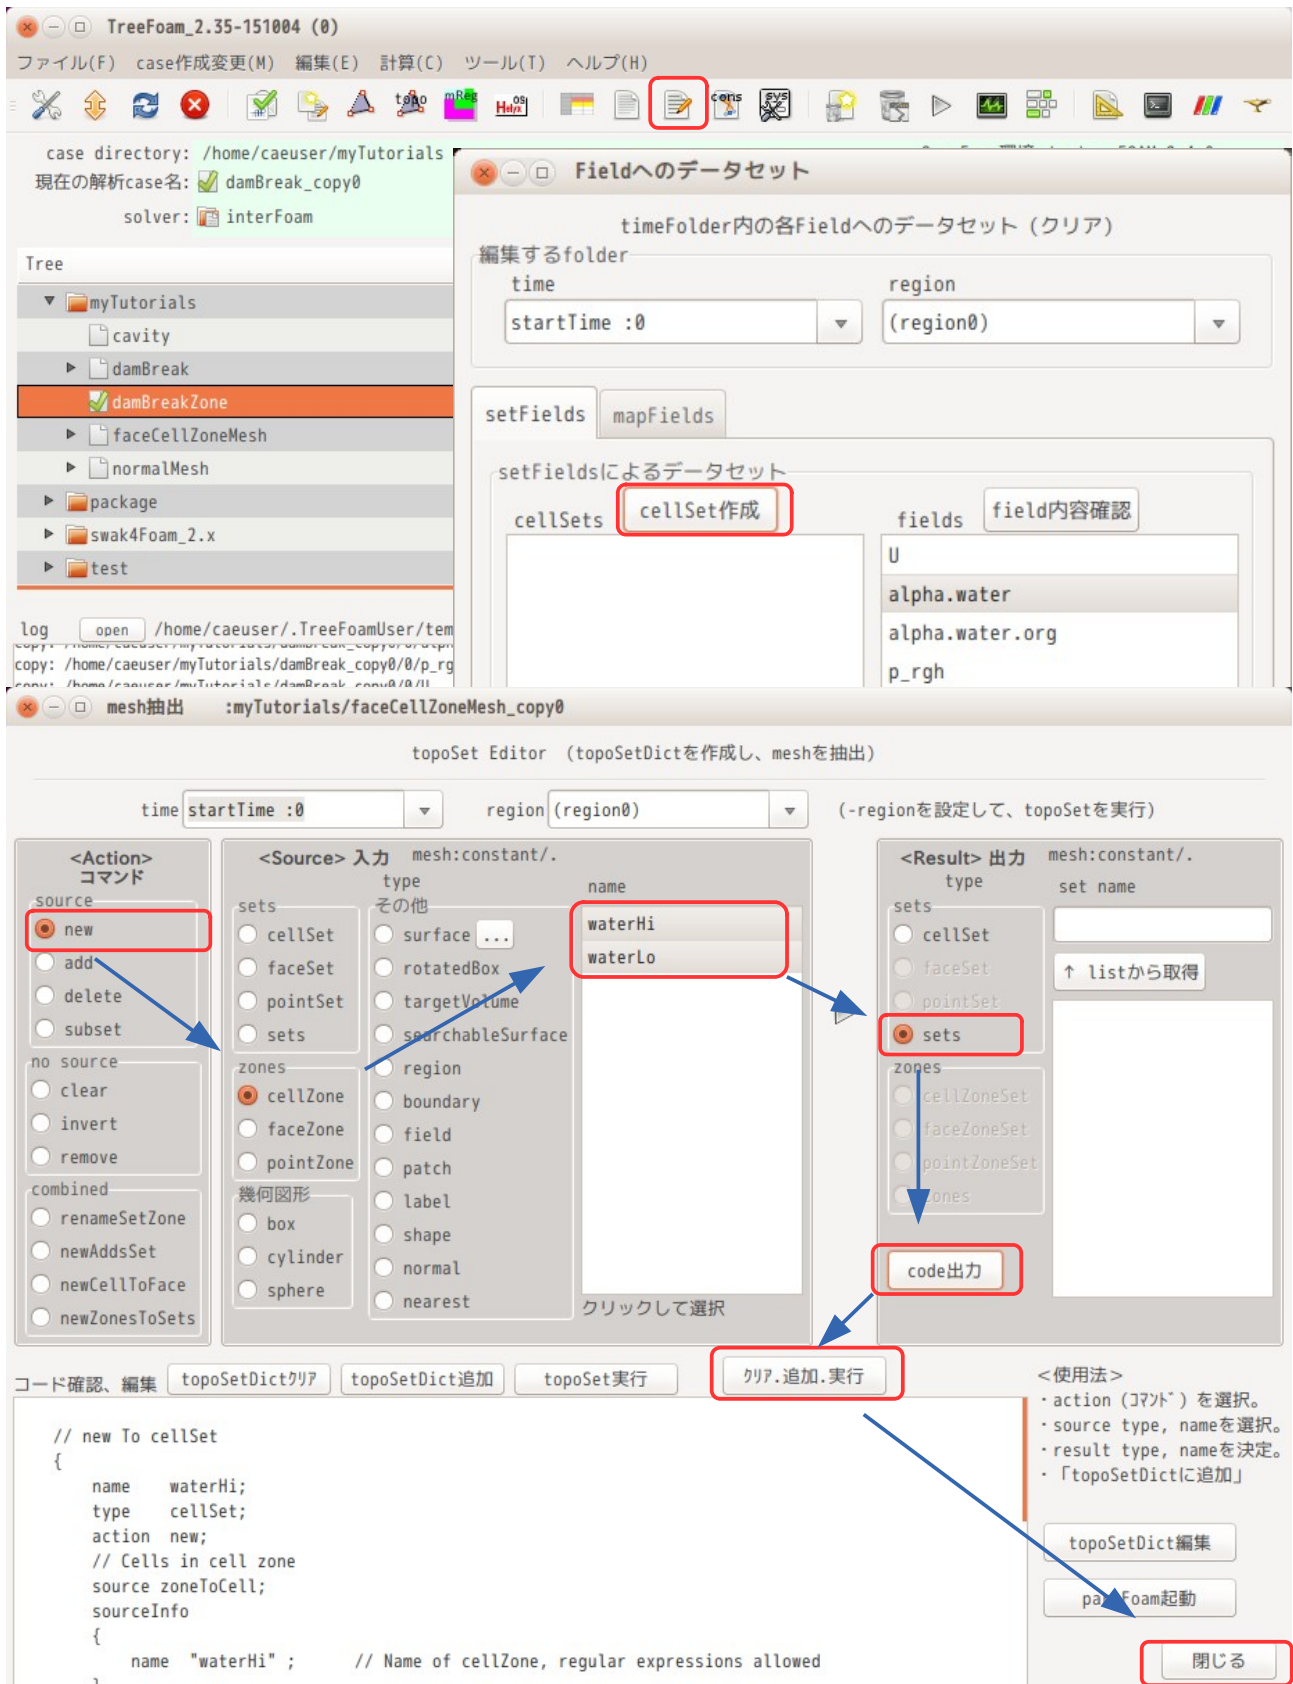 TreeFoam_2.35-151004 (0)
ファイル(F) case作成変更(M) 編集(E) 計算(C) ツール(T) ヘルプ(H)
topo mReg cons sys
case directory: /home/caeuser/myTutorials
現在の解析case名: damBreak_copy0
solver: interFoam
Tree
myTutorials
cavity
damBreak
damBreakZone
faceCellZoneMesh
normalMesh
package
swak4Foam_2.x
test
log open /home/caeuser/.TreeFoamUser/tem
copy: /home/caeuser/myTutorials/damBreak_copy0/0/p_rg
Fieldへのデータセット
timeFolder内の各Fieldへのデータセット (クリア)
編集するfolder
time region
startTime :0 (region0)
setFields mapFields
setFieldsによるデータセット
cellSets cellSet作成 fields field内容確認
U
alpha.water
alpha.water.org
p_rgh
mesh抽出 :myTutorials/faceCellZoneMesh_copy0
topoSet Editor (topoSetDictを作成し、meshを抽出)
time startTime :0 region (region0) (-regionを設定して、topoSetを実行)
<Action>
コマンド
source
new
add
delete
subset
no source
clear
invert
remove
combined
renameSetZone
newAddsSet
newCellToFace
newZonesToSets
<Source> 入力 mesh:constant/.
type
sets
cellSet
faceSet
pointSet
sets
zones
cellZone
faceZone
pointZone
幾何図形
box
cylinder
sphere
その他
surface ...
rotatedBox
targetVolume
searchableSurface
region
boundary
field
patch
label
shape
normal
nearest
name
waterHi
waterLo
クリックして選択
<Result> 出力 mesh:constant/.
type set name
sets
cellSet
faceSet
pointSet
sets
zones
cellZoneSet
faceZoneSet
pointZoneSet
zones
↑ listから取得
code出力
コード確認、編集 topoSetDictクリア topoSetDict追加 topoSet実行 クリア.追加.実行
// new To cellSet
{
name waterHi;
type cellSet;
action new;
// Cells in cell zone
source zoneToCell;
sourceInfo
{
name "waterHi" ; // Name of cellZone, regular expressions allowed
}
<使用法>
・action (コマンド) を選択。
・source type, nameを選択。
・result type, nameを決定。
・「topoSetDictに追加」
topoSetDict編集
paraFoam起動
閉じる